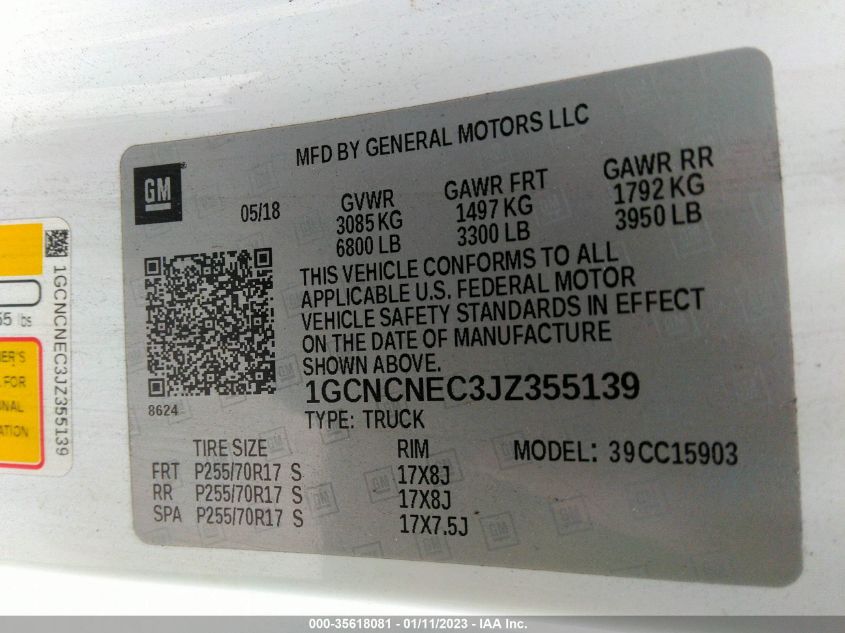 MFD BY GENERAL MOTORS LLC
GM
05/18
GVWR
3085 KG
6800 LB
GAWR FRT
1497 KG
3300 LB
GAWR RR
1792 KG
3950 LB
THIS VEHICLE CONFORMS TO ALL
APPLICABLE U.S. FEDERAL MOTOR
VEHICLE SAFETY STANDARDS IN EFFECT
ON THE DATE OF MANUFACTURE
SHOWN ABOVE.
8624
1GCNCNEC3JZ355139
TYPE: TRUCK
TIRE SIZE RIM MODEL: 39CC15903
FRT P255/70R17 S 17X8J
RR P255/70R17 S 17X8J
SPA P255/70R17 S 17X7.5J
1GCNCNEC3JZ355139
lbs
FOR
000-35618081 - 01/11/2023 - IAA Inc.